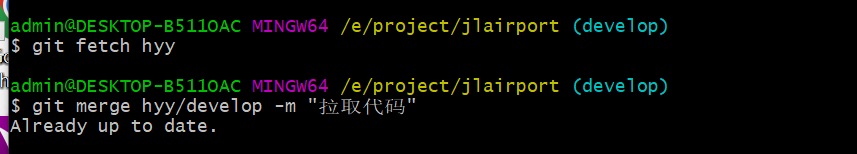 admin@DESKTOP-B511OAC MINGW64 /e/project/jlairport (develop)
$ git fetch hyy
admin@DESKTOP-B511OAC MINGW64 /e/project/jlairport (develop)
$ git merge hyy/develop -m "拉取代码"
Already up to date.